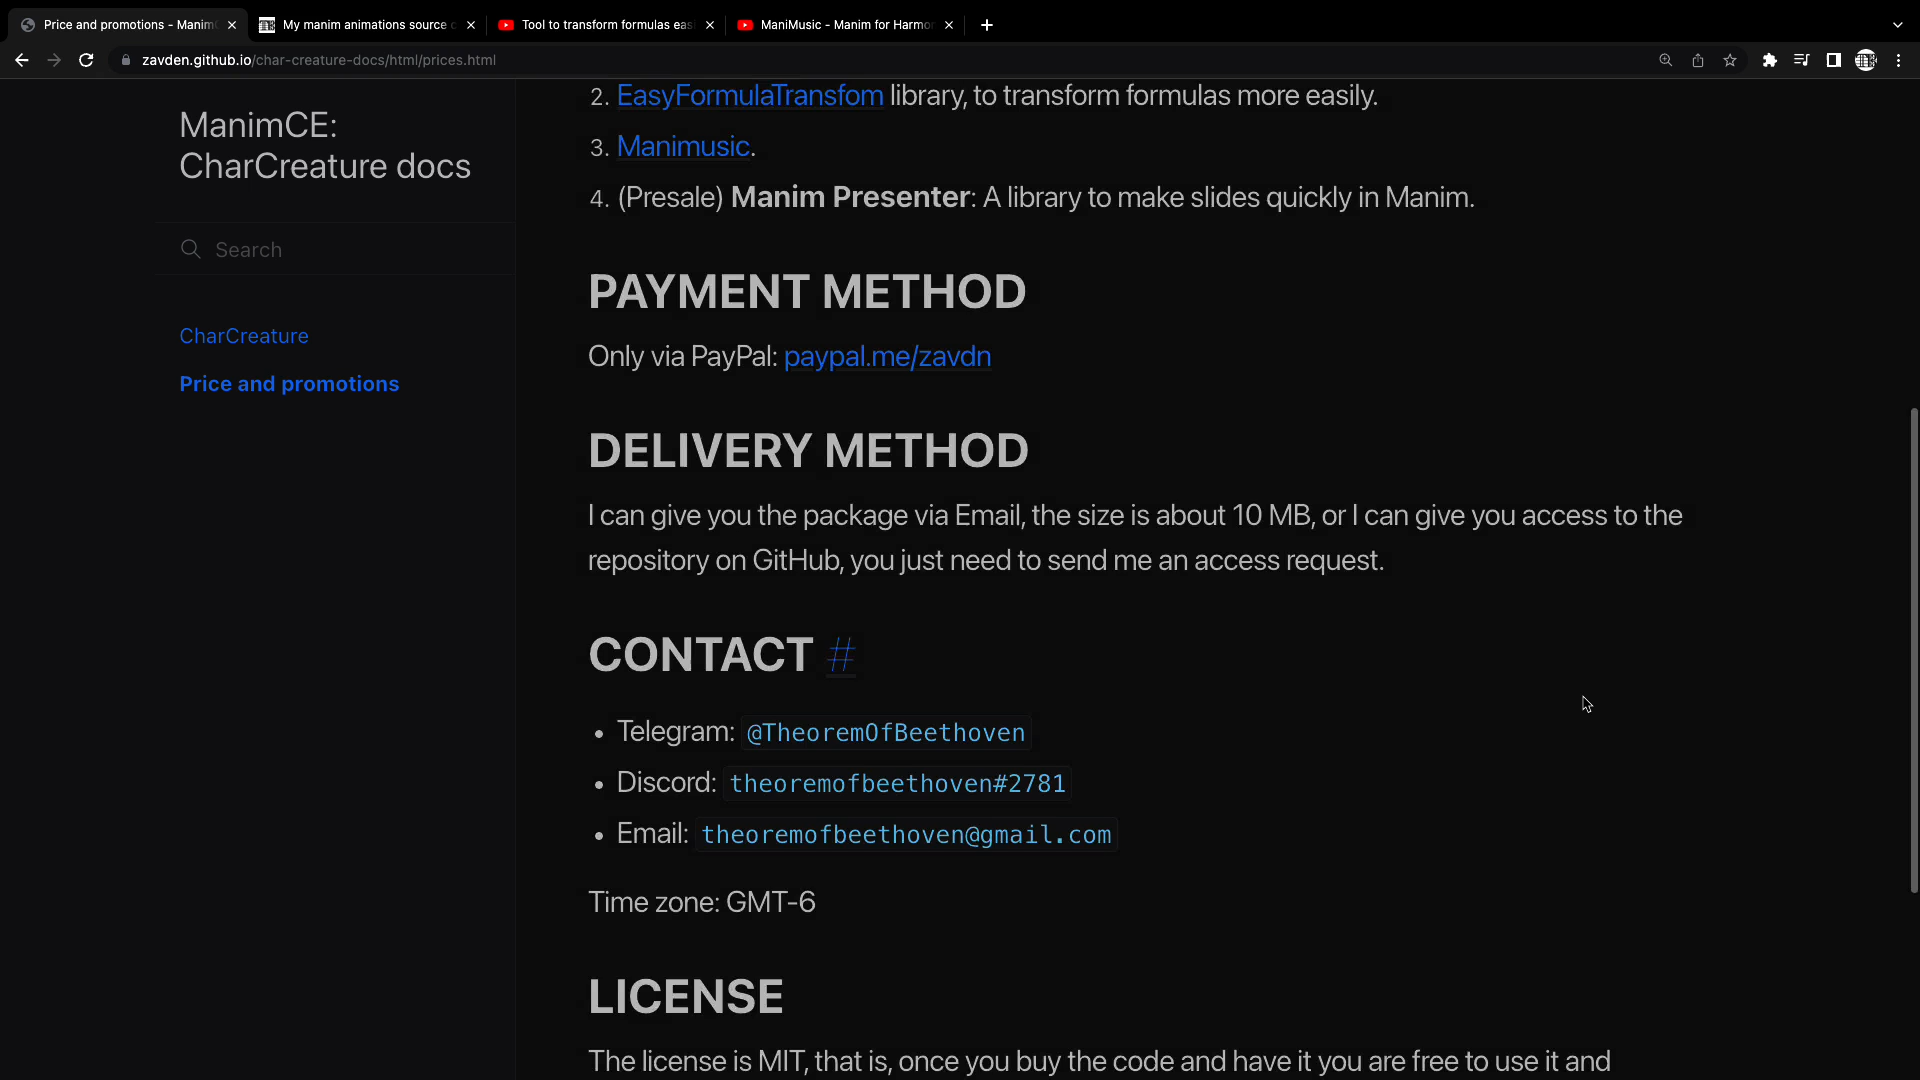 Price and promotions - Manim
My manim animations source
Tool to transform formulas eas
ManiMusic - Manim for Harmo
zavden.github.io/char-creature-docs/html/prices.html
ManimCE:
CharCreature docs
Search
CharCreature
Price and promotions
2. EasyFormulaTransfom library, to transform formulas more easily.
3. Manimusic.
4. (Presale) Manim Presenter: A library to make slides quickly in Manim.
PAYMENT METHOD
Only via PayPal: paypal.me/zavdn
DELIVERY METHOD
I can give you the package via Email, the size is about 10 MB, or I can give you access to the
repository on GitHub, you just need to send me an access request.
CONTACT #
• Telegram: @TheoremOfBeethoven
• Discord: theoremofbeethoven#2781
• Email: theoremofbeethoven@gmail.com
Time zone: GMT-6
LICENSE
The license is MIT, that is, once you buy the code and have it you are free to use it and